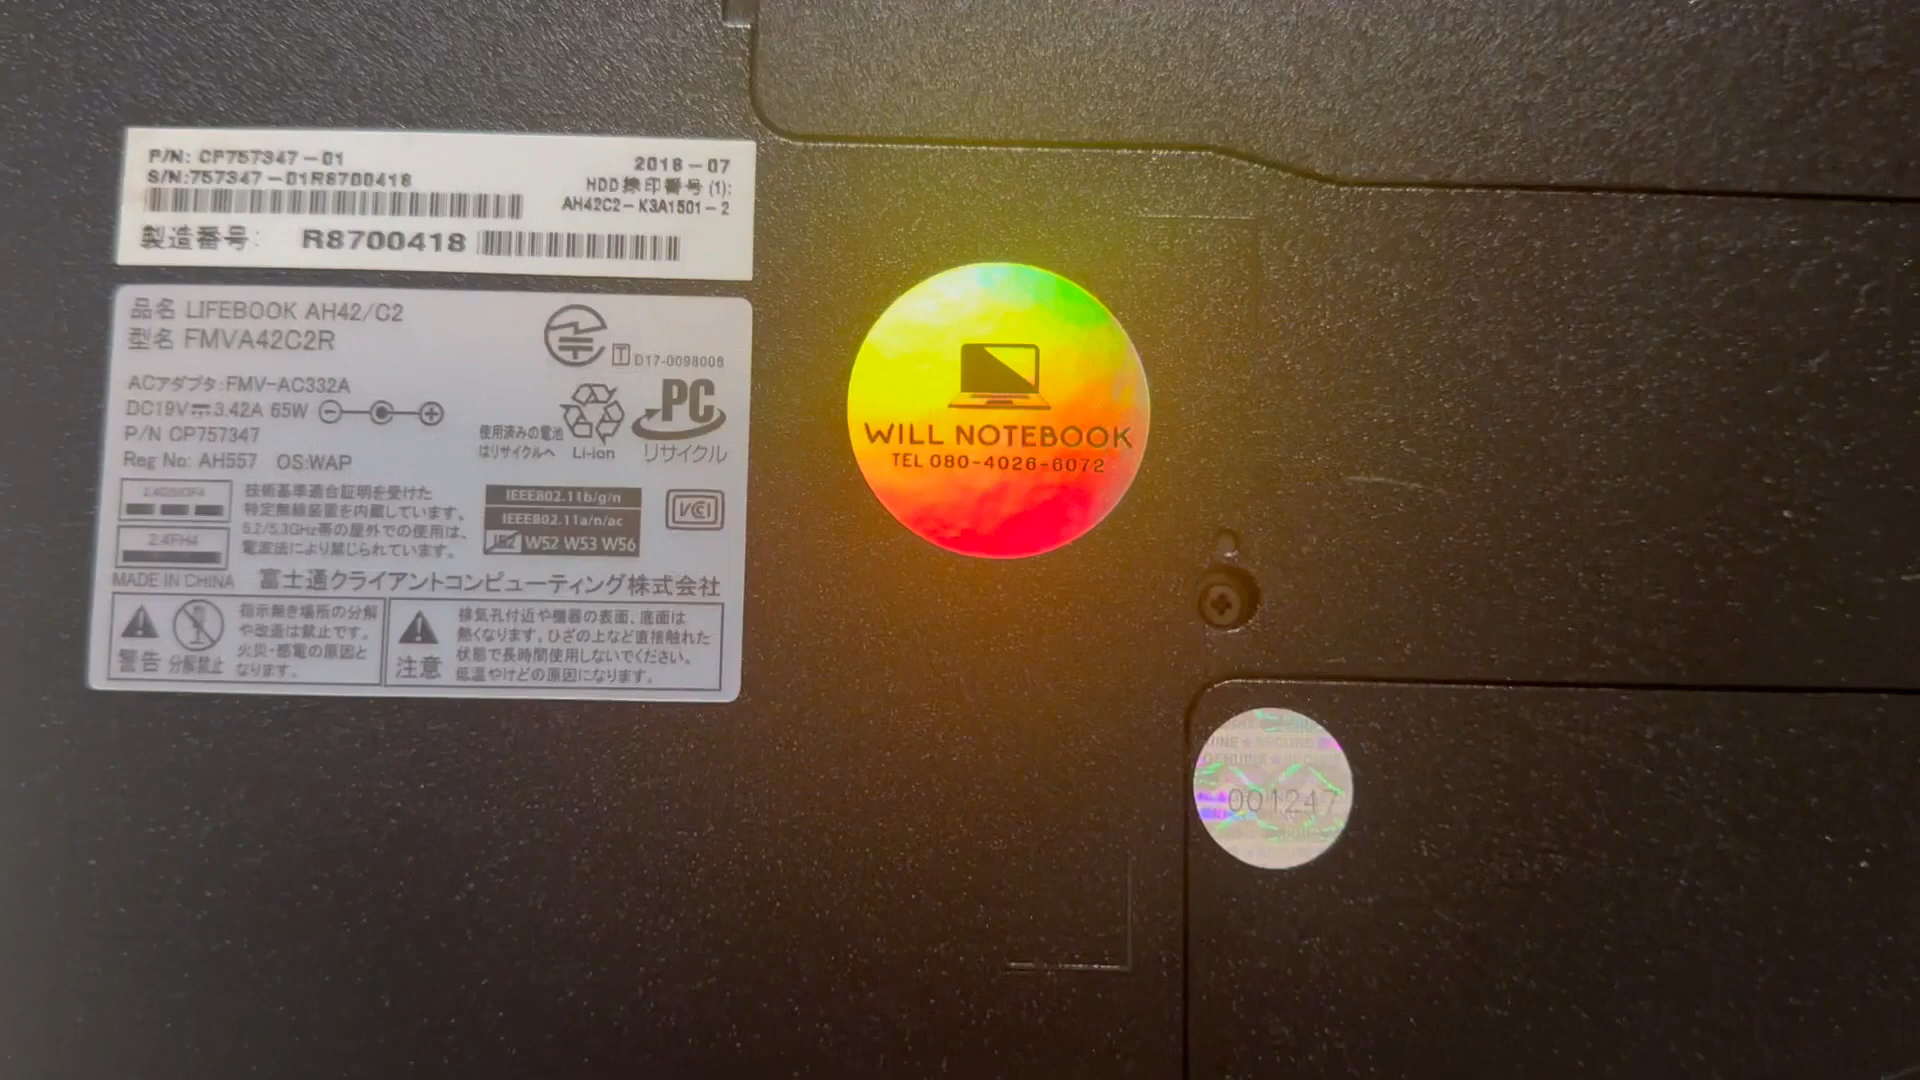 P/N: CP757347-01
S/N:757347-01R8700418
2018-07
HDD捺印番号(1):
AH42C2-K3A1501-2
製造番号: R8700418
品名 LIFEBOOK AH42/C2
型名 FMVA42C2R
T D17-0098006
ACアダプタ:FMV-AC332A
DC19V 3.42A 65W
P/N CP757347
Reg No: AH557 OS:WAP
使用済みの電池
はリサイクルへ
Li-ion
PC
リサイクル
2.4DS/OF4
2.4FH4
技術基準適合証明を受けた
特定無線装置を内蔵しています。
5.2/5.3GHz帯の屋外での使用は、
電波法により禁じられています。
IEEE802.11b/g/n
IEEE802.11a/n/ac
J52 W52 W53 W56
VCI
MADE IN CHINA
富士通クライアントコンピューティング株式会社
警告
分解禁止
指示無き場所の分解
や改造は禁止です。
火災・感電の原因と
なります。
注意
排気孔付近や機器の表面、底面は
熱くなります。ひざの上など直接触れた
状態で長時間使用しないでください。
低温やけどの原因になります。
WILL NOTEBOOK
TEL 080-4026-6072
GENUINE SECURE
001247